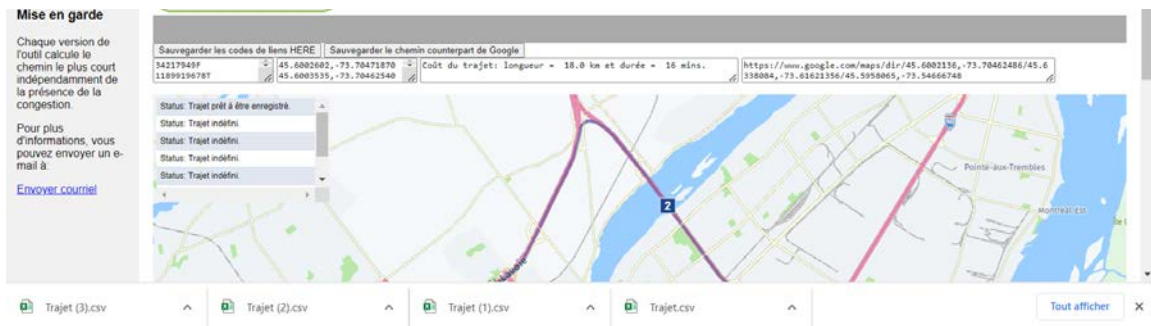 Mise en garde
Chaque version de
l'outil calcule le
chemin le plus court
indépendamment de
la présence de la
congestion.
Pour plus
d'informations, vous
pouvez envoyer un e-
mail à:
Envoyer courriel
Sauvegarder les codes de liens HERE
Sauvegarder le chemin counterpart de Google
34217949F
1189919678T
45.6002602,-73.70471870
45.6003535,-73.70462540
Coût du trajet: longueur = 18.0 km et durée = 16 mins.
https://www.google.com/maps/dir/45.6002136,-73.70462486/45.6
338084,-73.61621356/45.5958065,-73.54666748
Status: Trajet prêt à être enregistré.
Status: Trajet indéfini.
Status: Trajet indéfini.
Status: Trajet indéfini.
Status: Trajet indéfini.
2
Pointe-aux-Trembles
Montréal-Est
Trajet (3).csv
Trajet (2).csv
Trajet (1).csv
Trajet.csv
Tout afficher